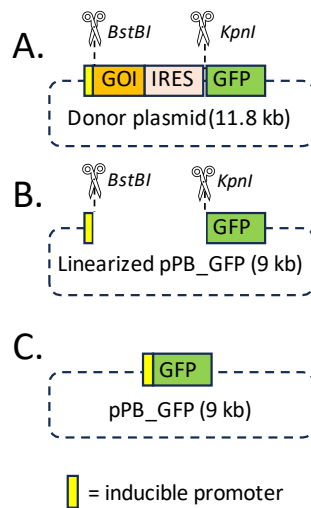 A.
BstBI KpnI
GOI IRES GFP
Donor plasmid(11.8 kb)
B.
BstBI KpnI
GFP
Linearized pPB_GFP (9 kb)
C.
GFP
pPB_GFP (9 kb)
= inducible promoter